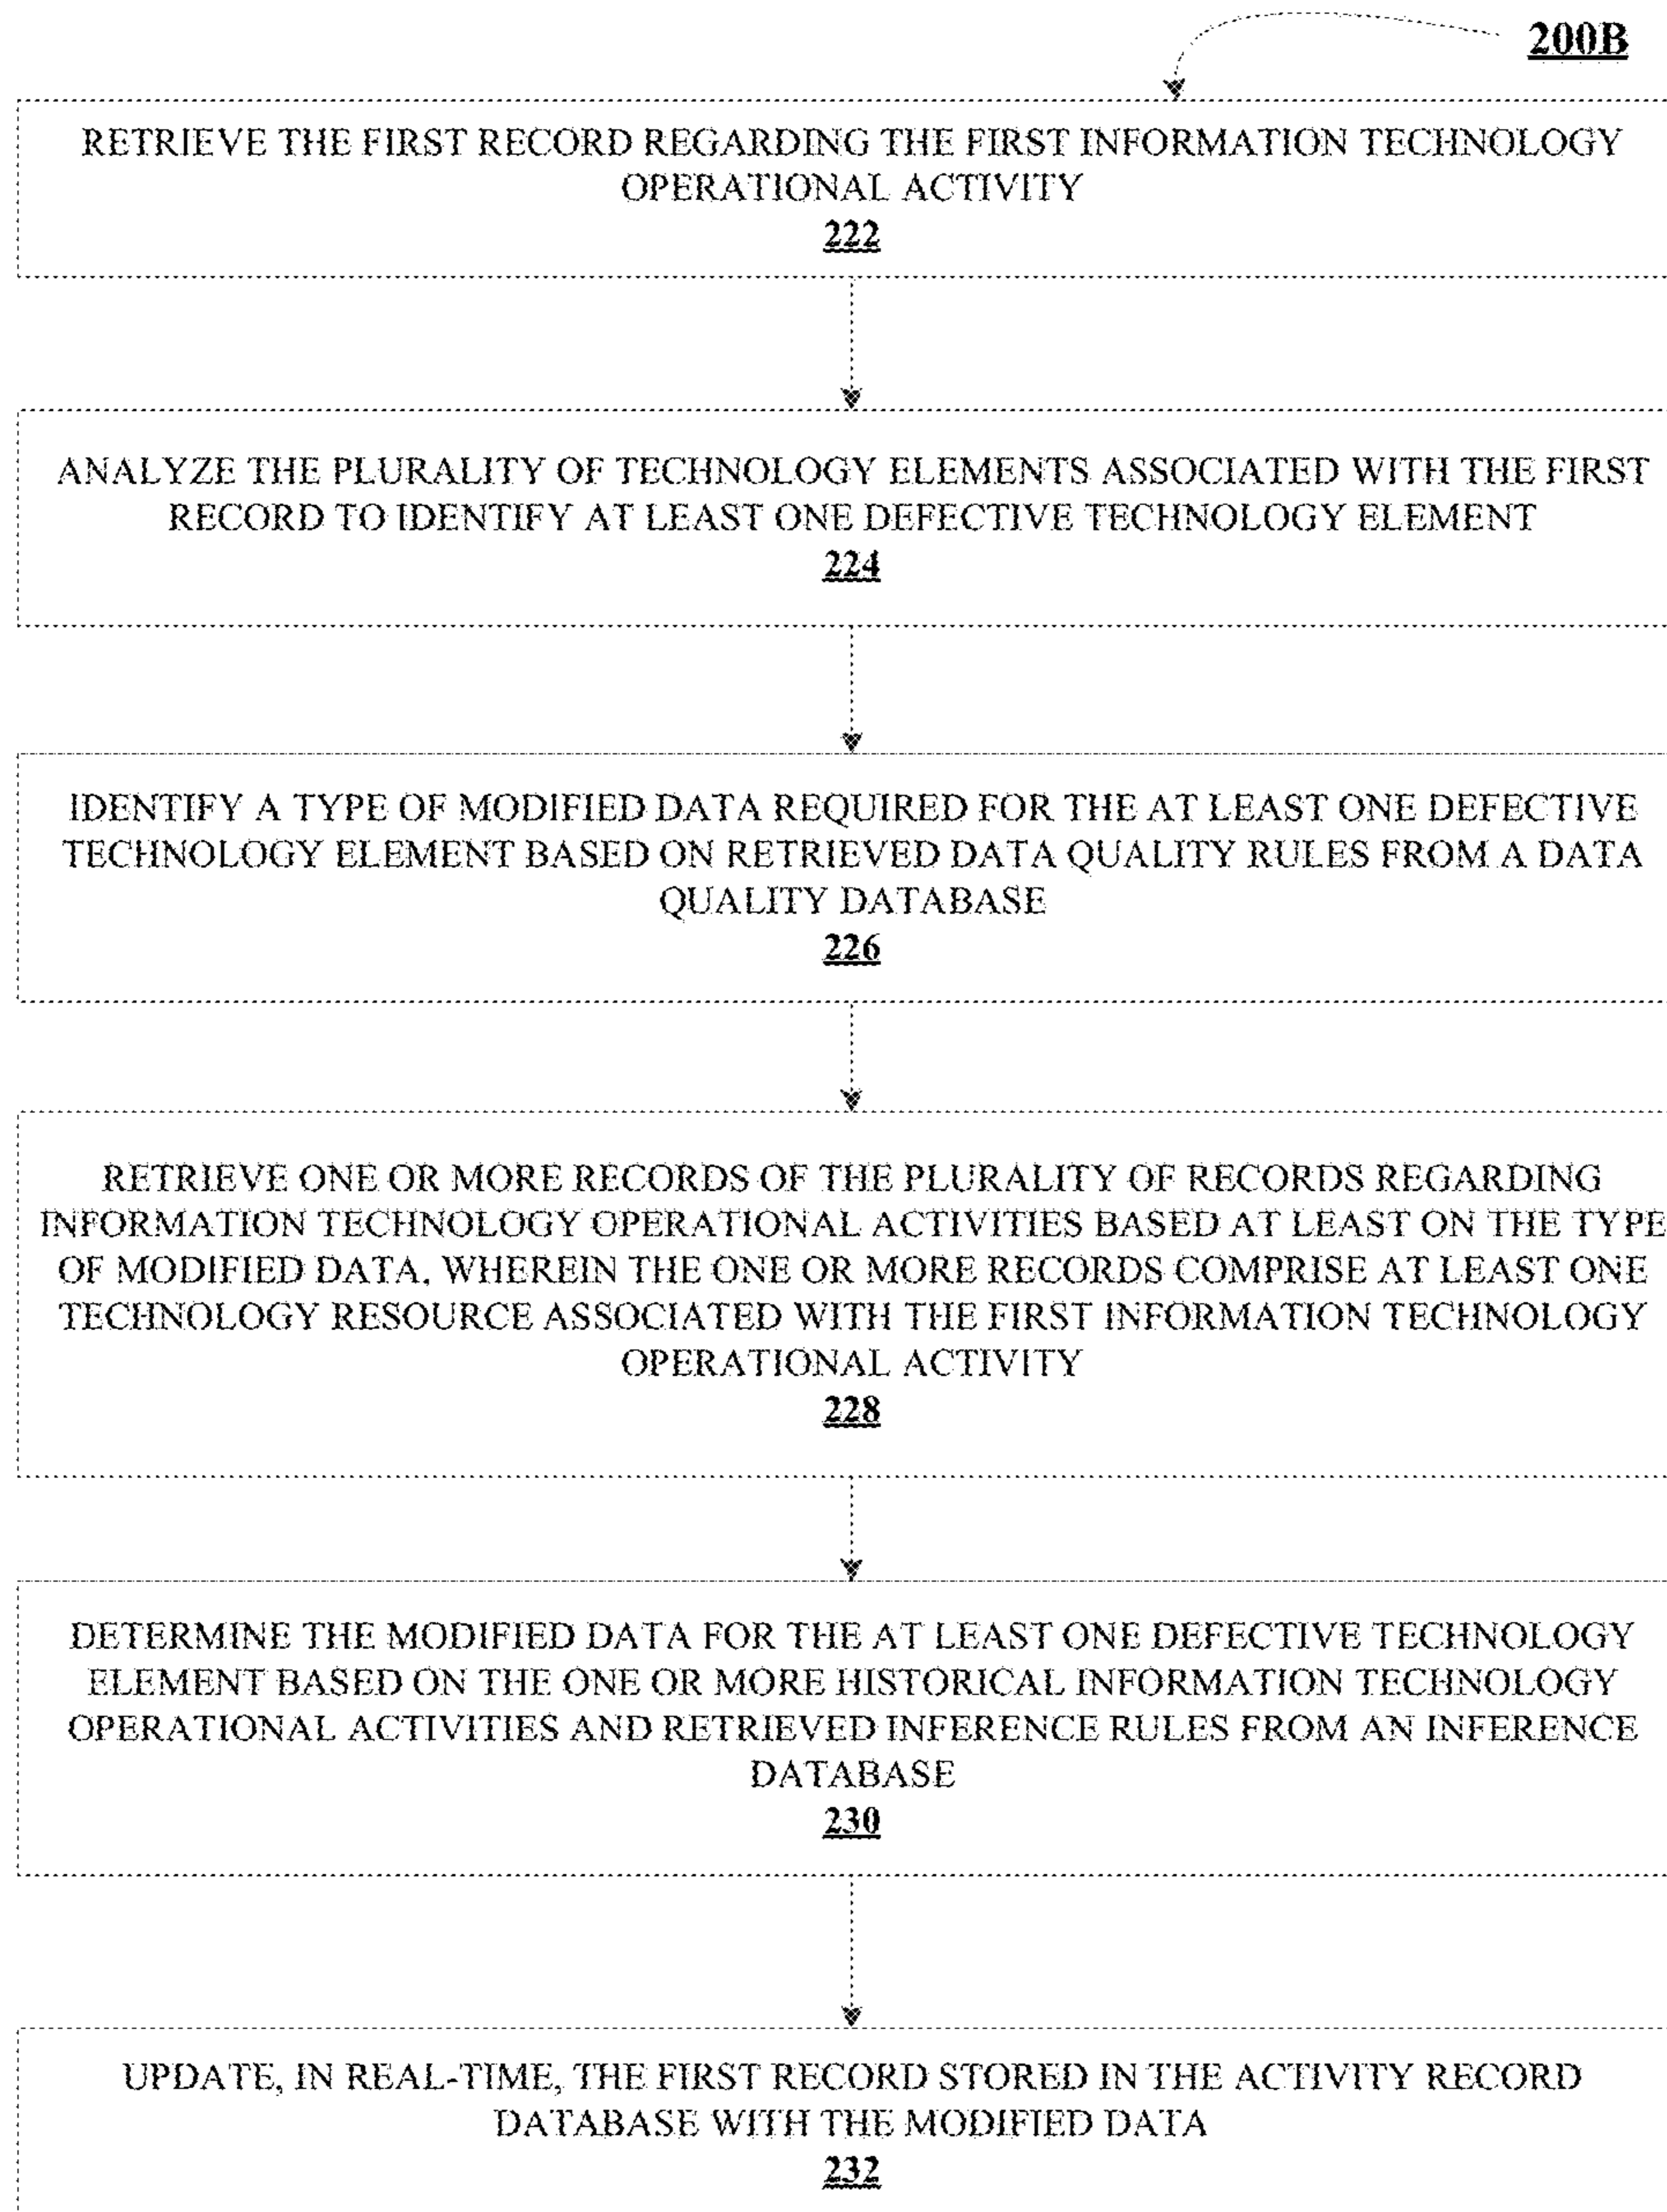 200B
RETRIEVE THE FIRST RECORD REGARDING THE FIRST INFORMATION TECHNOLOGY
OPERATIONAL ACTIVITY
222
ANALYZE THE PLURALITY OF TECHNOLOGY ELEMENTS ASSOCIATED WITH THE FIRST
RECORD TO IDENTIFY AT LEAST ONE DEFECTIVE TECHNOLOGY ELEMENT
224
IDENTIFY A TYPE OF MODIFIED DATA REQUIRED FOR THE AT LEAST ONE DEFECTIVE
TECHNOLOGY ELEMENT BASED ON RETRIEVED DATA QUALITY RULES FROM A DATA
QUALITY DATABASE
226
RETRIEVE ONE OR MORE RECORDS OF THE PLURALITY OF RECORDS REGARDING
INFORMATION TECHNOLOGY OPERATIONAL ACTIVITIES BASED AT LEAST ON THE TYPE
OF MODIFIED DATA, WHEREIN THE ONE OR MORE RECORDS COMPRISE AT LEAST ONE
TECHNOLOGY RESOURCE ASSOCIATED WITH THE FIRST INFORMATION TECHNOLOGY
OPERATIONAL ACTIVITY
228
DETERMINE THE MODIFIED DATA FOR THE AT LEAST ONE DEFECTIVE TECHNOLOGY
ELEMENT BASED ON THE ONE OR MORE HISTORICAL INFORMATION TECHNOLOGY
OPERATIONAL ACTIVITIES AND RETRIEVED INFERENCE RULES FROM AN INFERENCE
DATABASE
230
UPDATE, IN REAL-TIME, THE FIRST RECORD STORED IN THE ACTIVITY RECORD
DATABASE WITH THE MODIFIED DATA
232